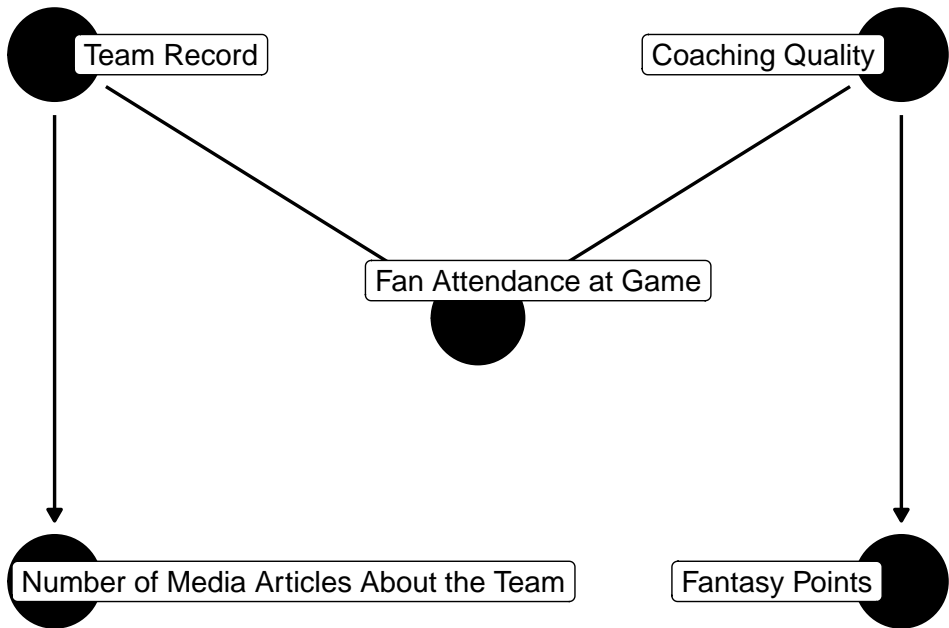 Team Record
Coaching Quality
Fan Attendance at Game
Number of Media Articles About the Team
Fantasy Points